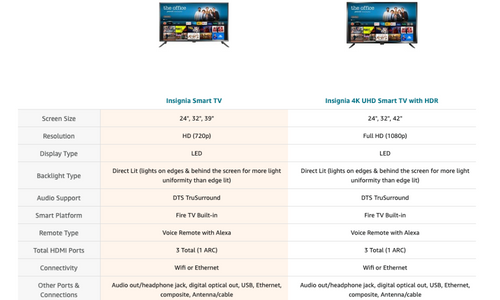 the office
the office
Insignia Smart TV
Insignia 4K UHD Smart TV with HDR
Screen Size
24", 32", 39"
24", 32", 42"
Resolution
HD (720p)
Full HD (1080p)
Display Type
LED
LED
Backlight Type
Direct Lit (lights on edges & behind the screen for more light
uniformity than edge lit)
Direct Lit (lights on edges & behind the screen for more light
uniformity than edge lit)
Audio Support
DTS TruSurround
DTS TruSurround
Smart Platform
Fire TV Built-in
Fire TV Built-in
Remote Type
Voice Remote with Alexa
Voice Remote with Alexa
Total HDMI Ports
3 Total (1 ARC)
3 Total (1 ARC)
Connectivity
Wifi or Ethernet
Wifi or Ethernet
Other Ports &
Connections
Audio out/headphone jack, digital optical out, USB, Ethernet,
composite, Antenna/cable
Audio out/headphone jack, digital optical out, USB, Ethernet,
composite, Antenna/cable